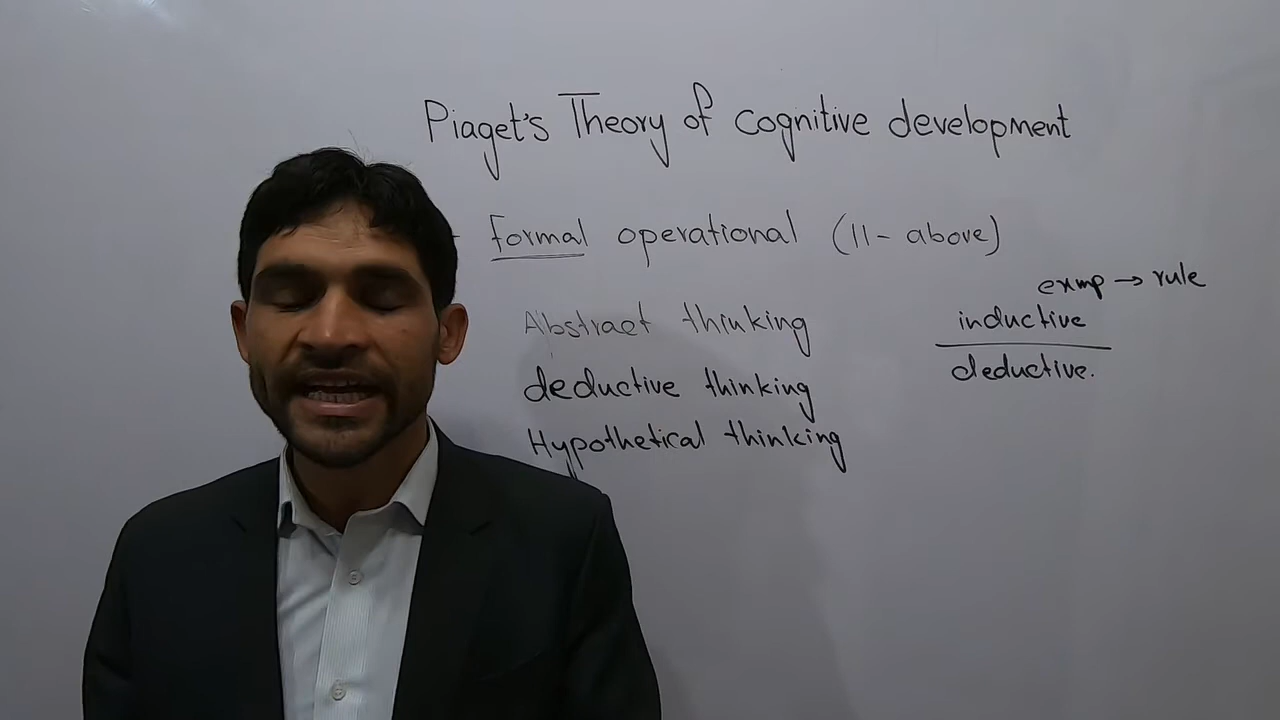 Piaget's Theory of cognitive development
Formal operational (11- above)
exmp → rule
inductive
deductive.
Abstract thinking
deductive thinking
Hypothetical thinking